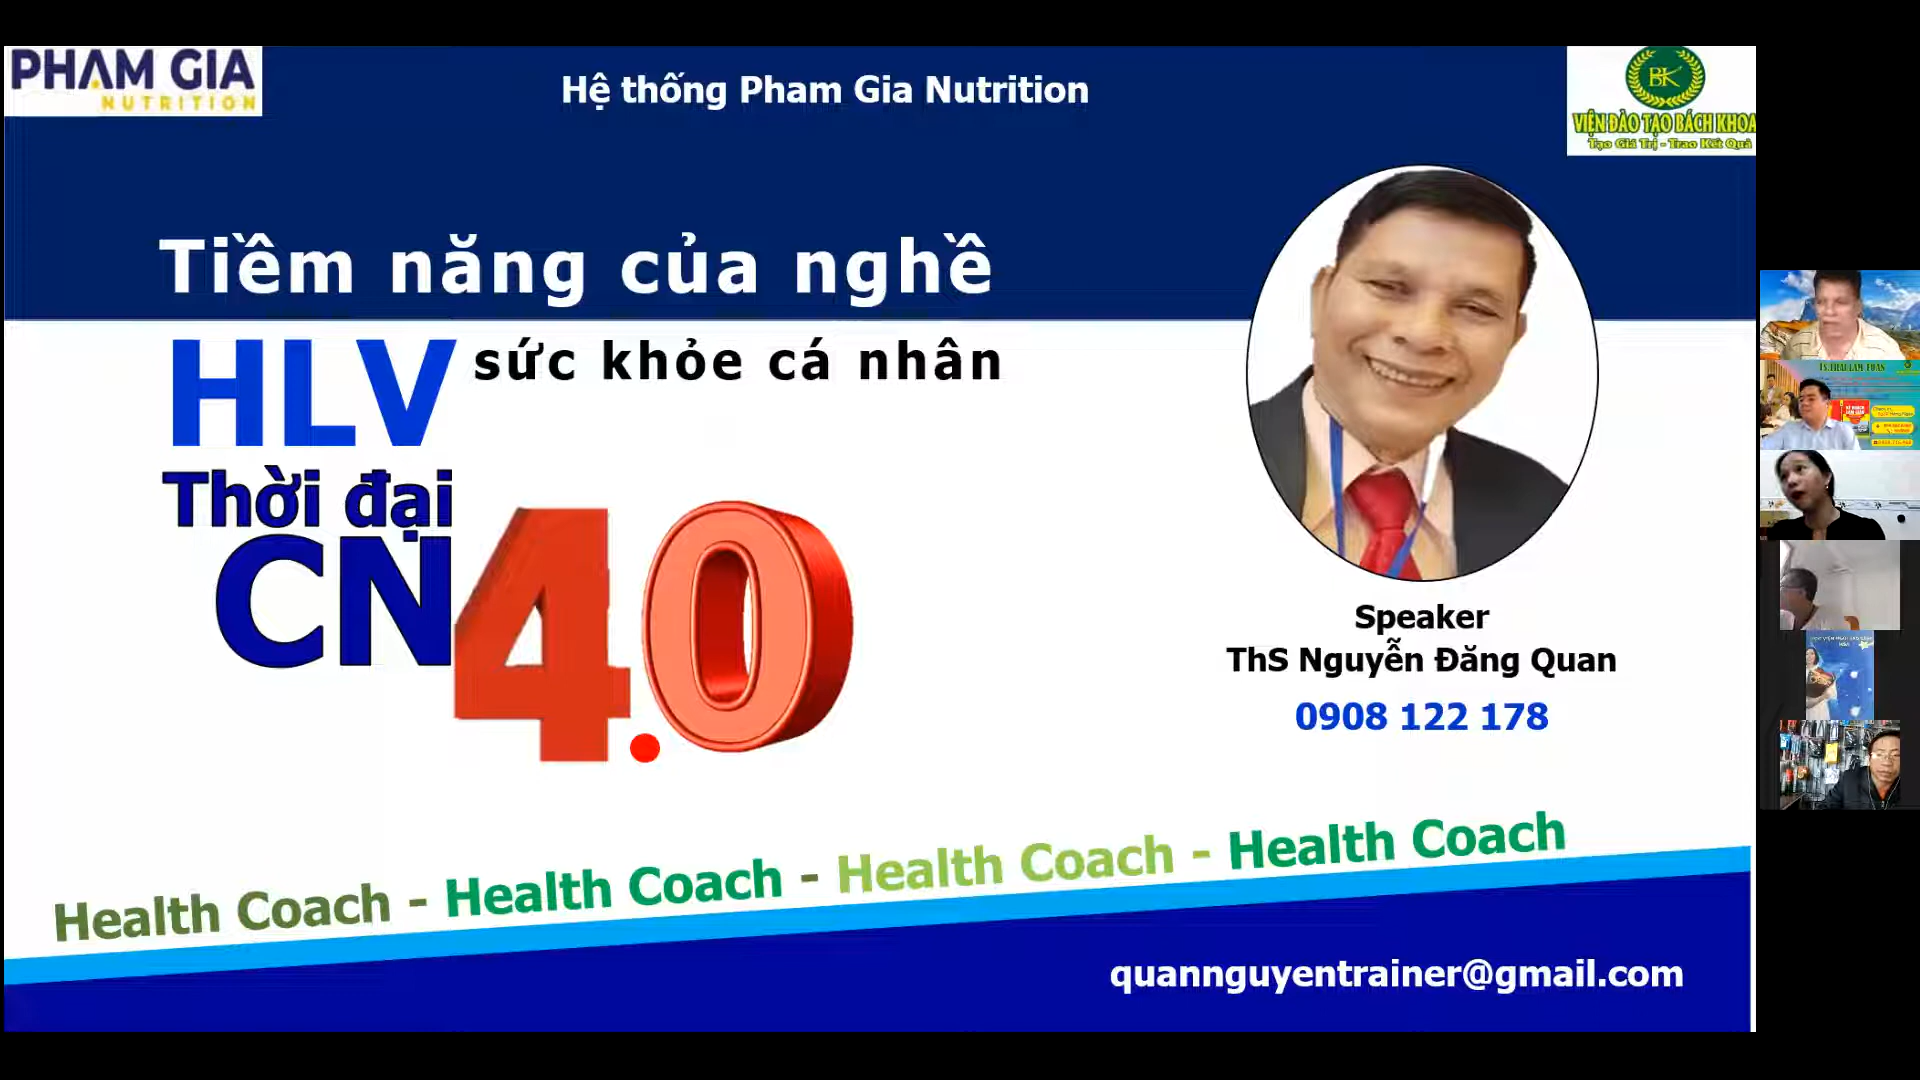 PHAM GIA
NUTRITION
Hệ thống Pham Gia Nutrition
BK
VIỆN ĐÀO TẠO BÁCH KHOA
Tạo Giá Trị - Trao Kết Quả
Tiềm năng của nghề
HLV sức khỏe cá nhân
Thời đại
CN 4.0
Speaker
ThS Nguyễn Đăng Quan
0908 122 178
Health Coach - Health Coach - Health Coach - Health Coach
quannguyentrainer@gmail.com